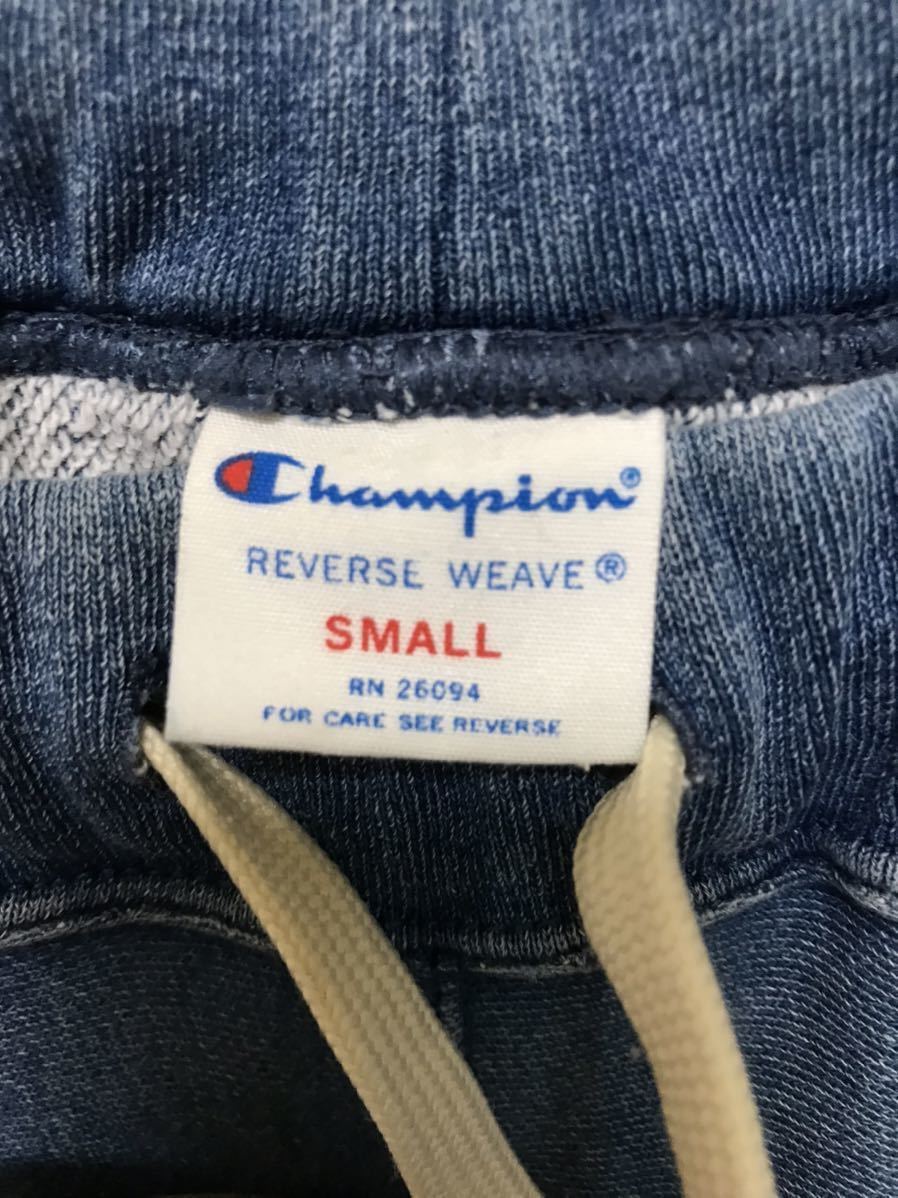 Champion®
REVERSE WEAVE®
SMALL
RN 26094
FOR CARE SEE REVERSE